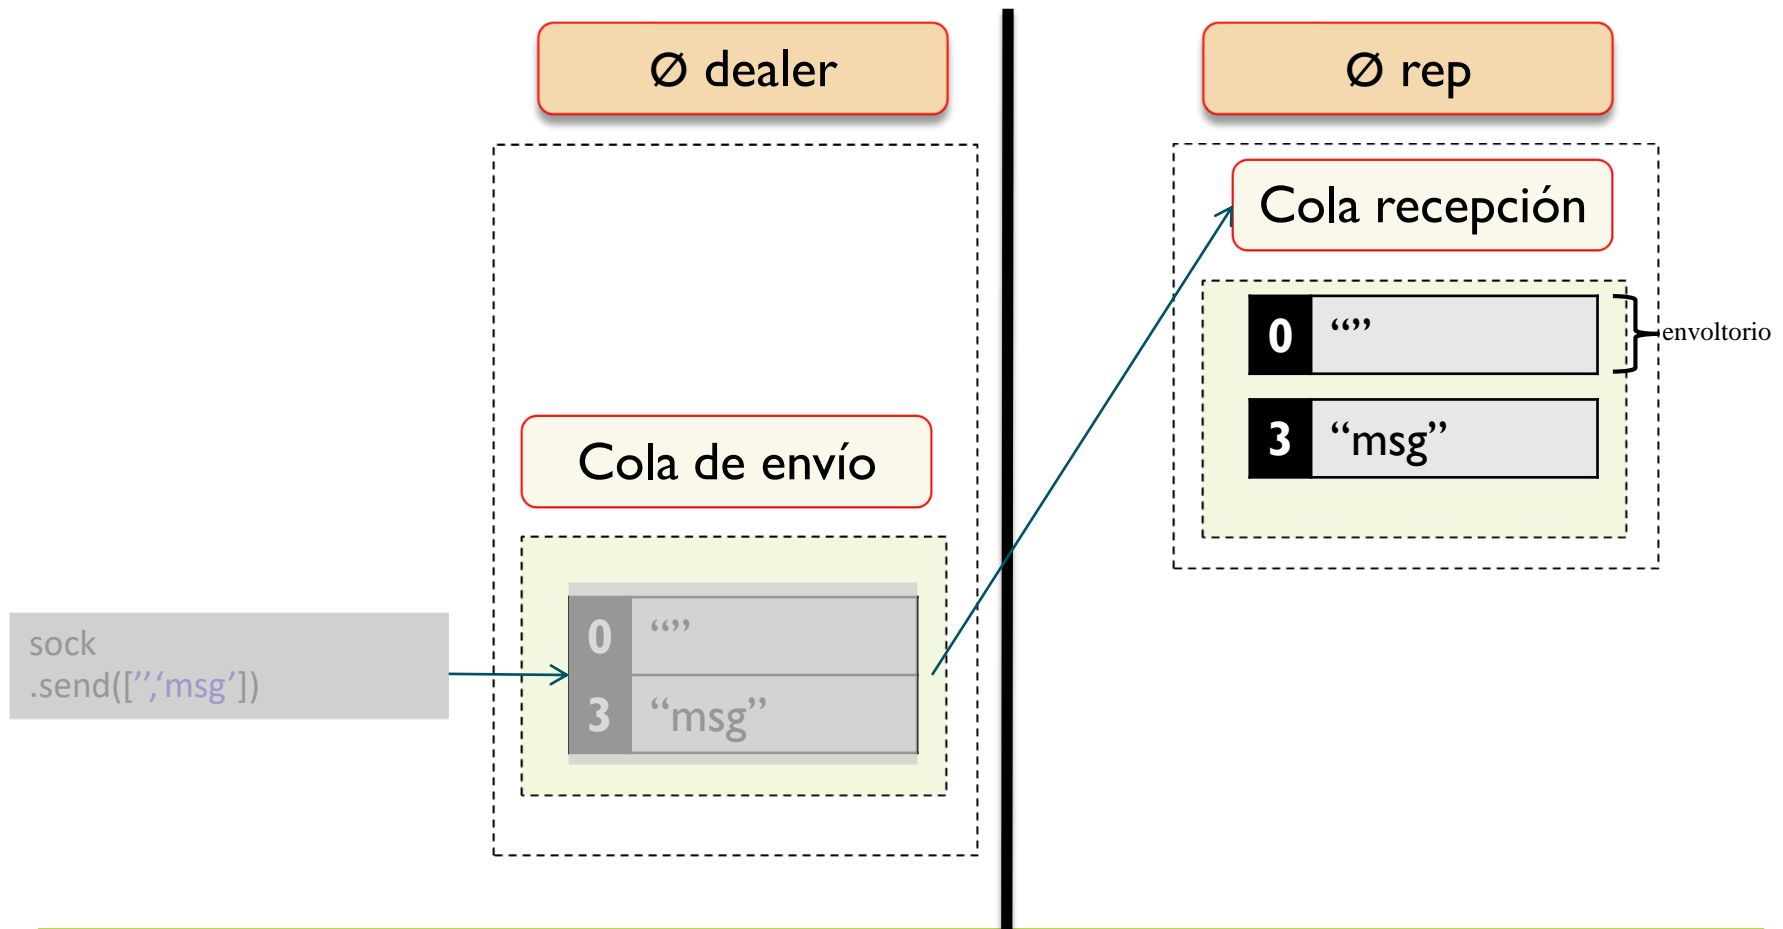 Ø dealer
Ø rep
Cola recepción
0 “”
envoltorio
3 “msg”
Cola de envío
0 “”
3 “msg”
sock
.send(['’,‘msg’])